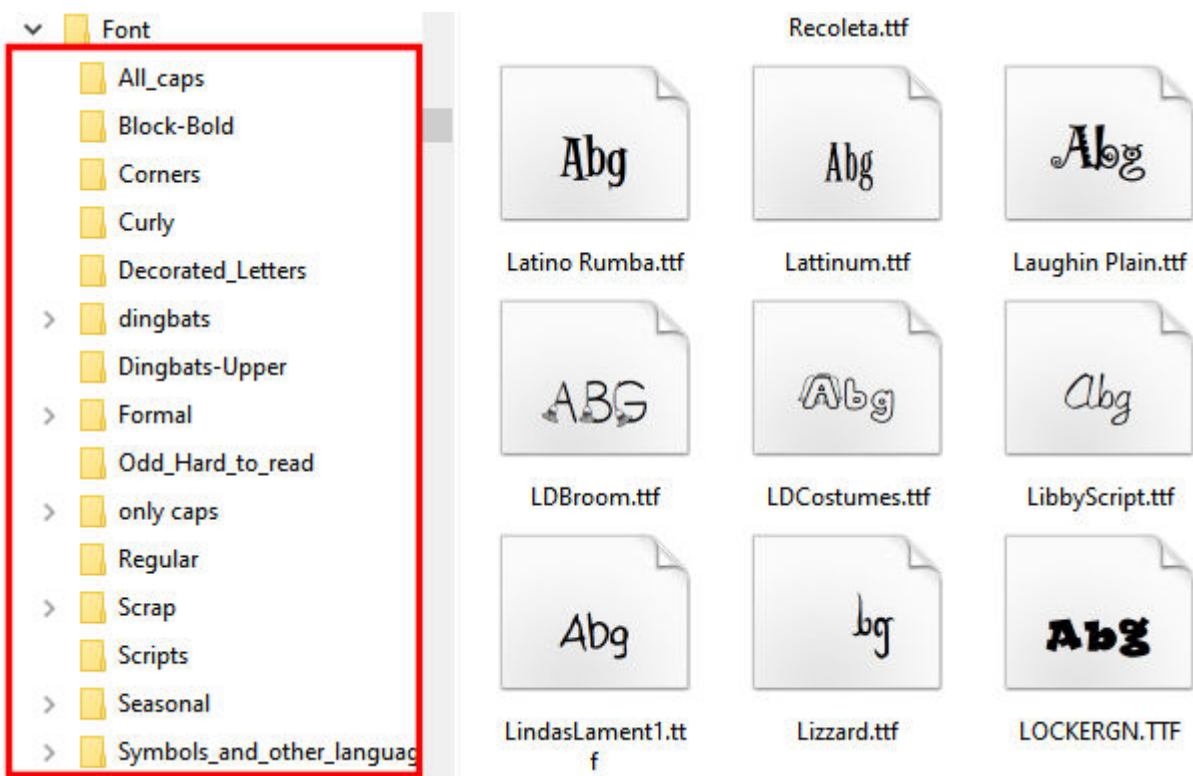 Font
All_caps
Block-Bold
Corners
Curly
Decorated_Letters
dingbats
Dingbats-Upper
Formal
Odd_Hard_to_read
only caps
Regular
Scrap
Scripts
Seasonal
Symbols_and_other_languag
Recoleta.ttf
Abg
Abg
Abg
Latino Rumba.ttf
Lattinum.ttf
Laughin Plain.ttf
ABG
Abg
abg
LDBroom.ttf
LDCostumes.ttf
LibbyScript.ttf
Abg
bg
Abg
LindasLament1.tt
f
Lizzard.ttf
LOCKERGN.TTF